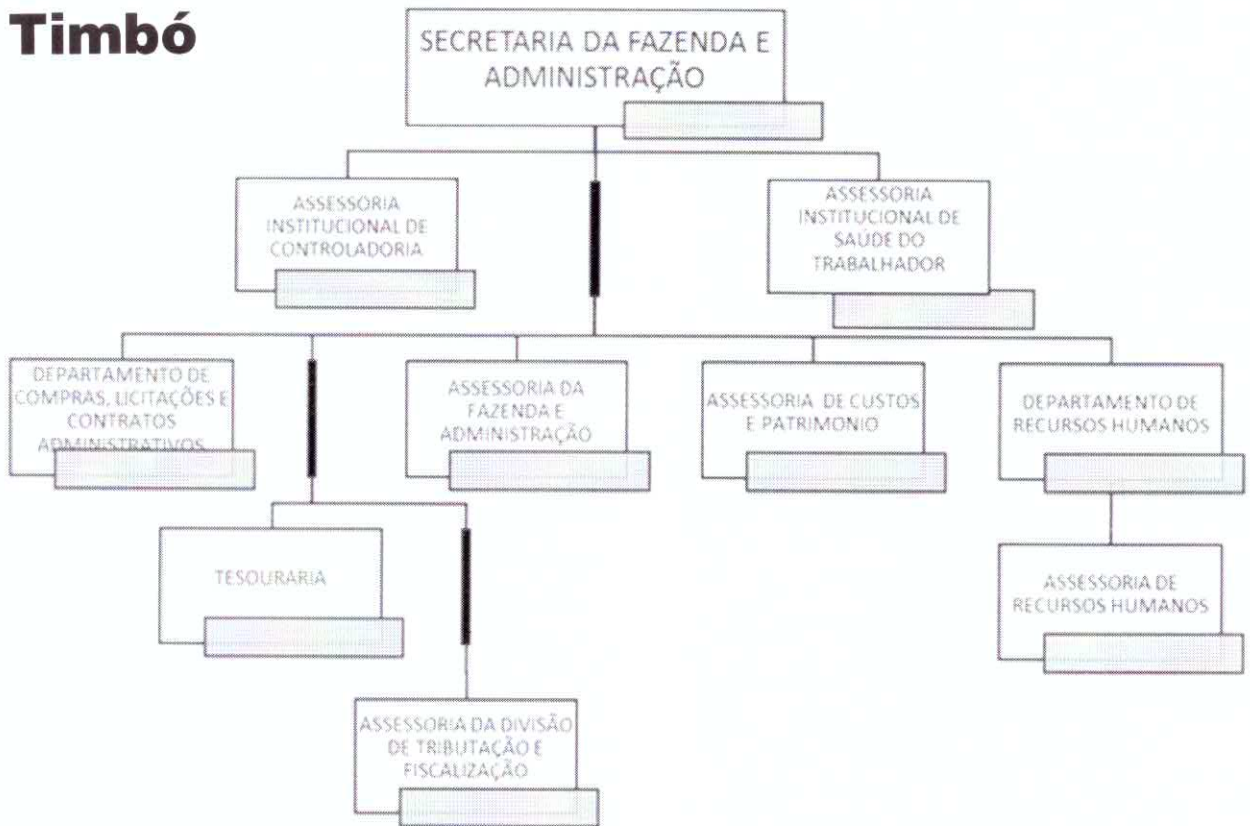 Timbó
SECRETARIA DA FAZENDA E
ADMINISTRAÇÃO
ASSESSORIA
INSTITUCIONAL DE
CONTROLADORIA
ASSESSORIA
INSTITUCIONAL DE
SAÚDE DO
TRABALHADOR
DEPARTAMENTO DE
COMPRAS, LICITAÇÕES E
CONTRATOS
ADMINISTRATIVOS
ASSESSORIA DA
FAZENDA E
ADMINISTRAÇÃO
ASSESSORIA DE CUSTOS
E PATRIMONIO
DEPARTAMENTO DE
RECURSOS HUMANOS
TESOURARIA
ASSESSORIA DE
RECURSOS HUMANOS
ASSESSORIA DA DIVISÃO
DE TRIBUTAÇÃO E
FISCALIZAÇÃO